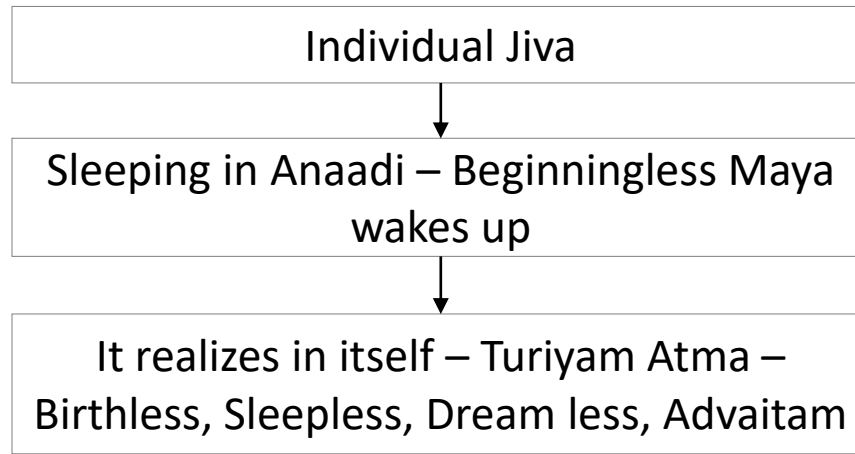 Individual Jiva
Sleeping in Anaadi – Beginningless Maya
wakes up
It realizes in itself – Turiyam Atma –
Birthless, Sleepless, Dream less, Advaitam